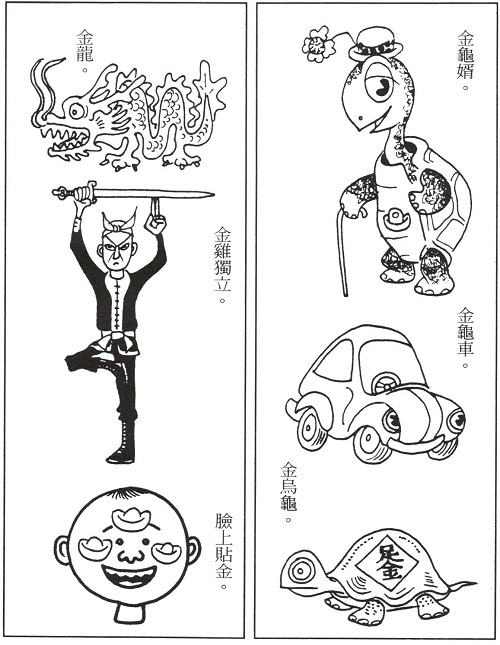 金龜婿。
金龜車。
金烏龜。
足金
金龍。
金雞獨立。
臉上貼金。